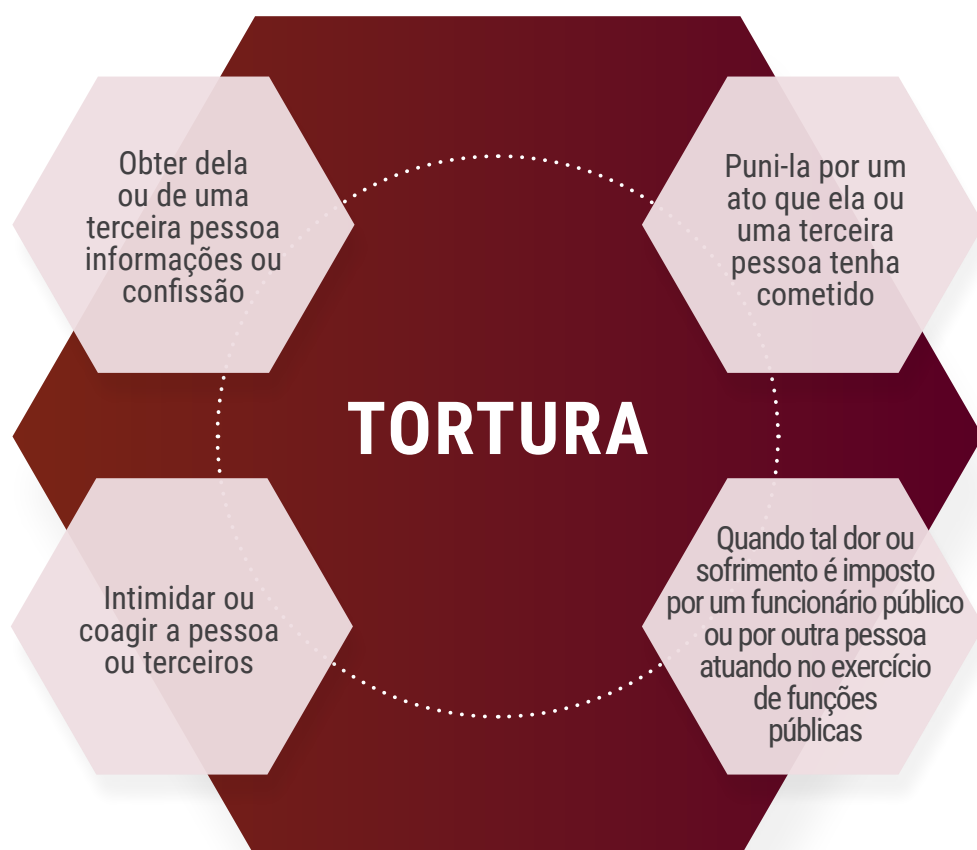 Obter dela
ou de uma
terceira pessoa
informações ou
confissão
Puni-la por um
ato que ela ou
uma terceira
pessoa tenha
cometido
TORTURA
Intimidar ou
coagir a pessoa
ou terceiros
Quando tal dor ou
sofrimento é imposto
por um funcionário público
ou por outra pessoa
atuando no exercício
de funções
públicas